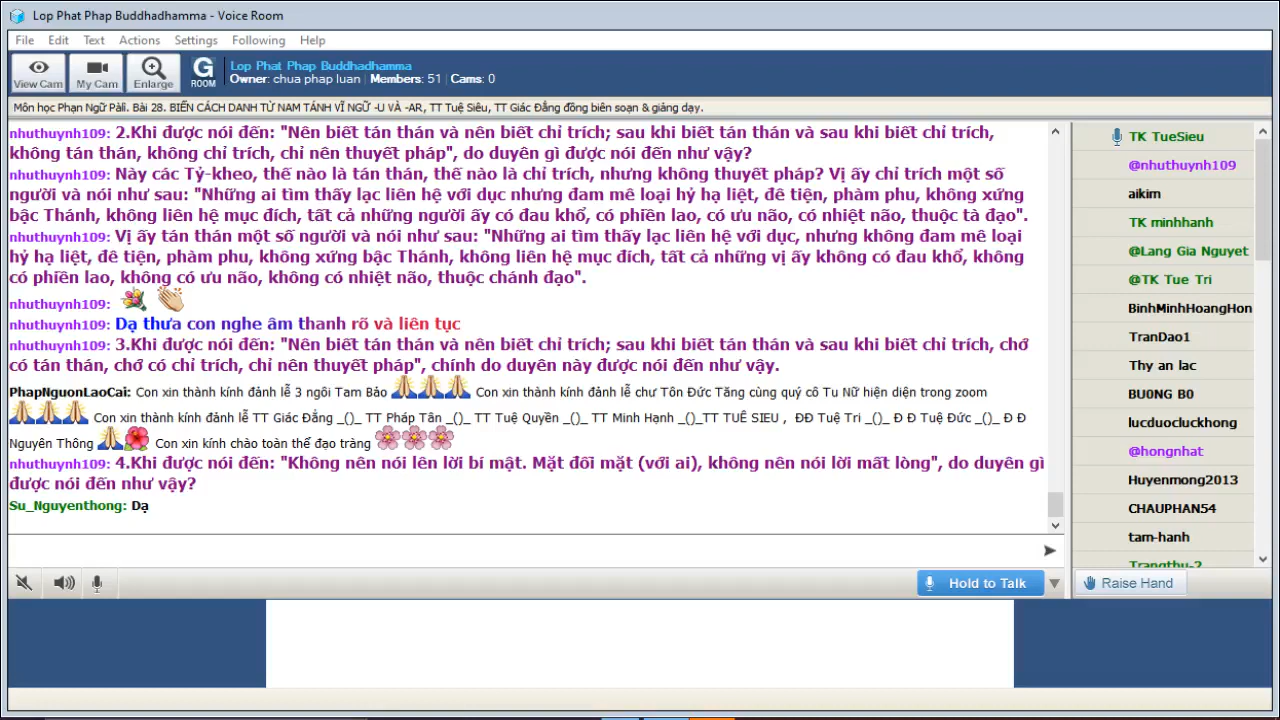 Lop Phat Phap Buddhadhamma - Voice Room
File Edit Text Actions Settings Following Help
View Cam My Cam Enlarge G ROOM
Lop Phat Phap Buddhadhamma
Owner: chua phap luan | Members: 51 | Cams: 0
Môn học Phạn Ngữ Pàli. Bài 28. BIẾN CÁCH DANH TỪ NAM TÁNH VĨ NGỮ -U VÀ -AR, TT Tuệ Siêu, TT Giác Đẳng đồng biên soạn & giảng dạy.
nhuthuynh109: 2.Khi được nói đến: "Nên biết tán thán và nên biết chỉ trích; sau khi biết tán thán và sau khi biết chỉ trích,
không tán thán, không chỉ trích, chỉ nên thuyết pháp", do duyên gì được nói đến như vậy?
nhuthuynh109: Này các Tỷ-kheo, thế nào là tán thán, thế nào là chỉ trích, nhưng không thuyết pháp? Vị ấy chỉ trích một số
người và nói như sau: "Những ai tìm thấy lạc liên hệ với dục nhưng đam mê loại hỷ hạ liệt, đê tiện, phàm phu, không xứng
bậc Thánh, không liên hệ mục đích, tất cả những người ấy có đau khổ, có phiền lao, có ưu não, có nhiệt não, thuộc tà đạo".
nhuthuynh109: Vị ấy tán thán một số người và nói như sau: "Những ai tìm thấy lạc liên hệ với dục, nhưng không đam mê loại
hỷ hạ liệt, đê tiện, phàm phu, không xứng bậc Thánh, không liên hệ mục đích, tất cả những vị ấy không có đau khổ, không
có phiền lao, không có ưu não, không có nhiệt não, thuộc chánh đạo".
nhuthuynh109:
nhuthuynh109: Dạ thưa con nghe âm thanh rõ và liên tục
nhuthuynh109: 3.Khi được nói đến: "Nên biết tán thán và nên biết chỉ trích; sau khi biết tán thán và sau khi biết chỉ trích, chớ
có tán thán, chớ có chỉ trích, chỉ nên thuyết pháp", chính do duyên này được nói đến như vậy.
PhapNguonLaoCai: Con xin thành kính đảnh lễ 3 ngôi Tam Bảo Con xin thành kính đảnh lễ chư Tôn Đức Tăng cùng quý cô Tu Nữ hiện diện trong zoom
Con xin thành kính đảnh lễ TT Giác Đẳng _()_ TT Pháp Tân _()_ TT Tuệ Quyền _()_ TT Minh Hạnh _()_TT TUỆ SIEU , ĐĐ Tuệ Tri _()_ Đ Đ Tuệ Đức _()_ Đ Đ
Nguyên Thông Con xin kính chào toàn thể đạo tràng
nhuthuynh109: 4.Khi được nói đến: "Không nên nói lên lời bí mật. Mặt đối mặt (với ai), không nên nói lời mất lòng", do duyên gì
được nói đến như vậy?
Su_Nguyenthong: Dạ
TK TueSieu
@nhuthuynh109
aikim
TK minhhanh
@Lang Gia Nguyet
@TK Tue Tri
BinhMinhHoangHon
TranDao1
Thy an lac
BU0NG B0
lucduocluckhong
@hongnhat
Huyenmong2013
CHAUPHAN54
tam-hanh
Trangthu-2
Hold to Talk
Raise Hand